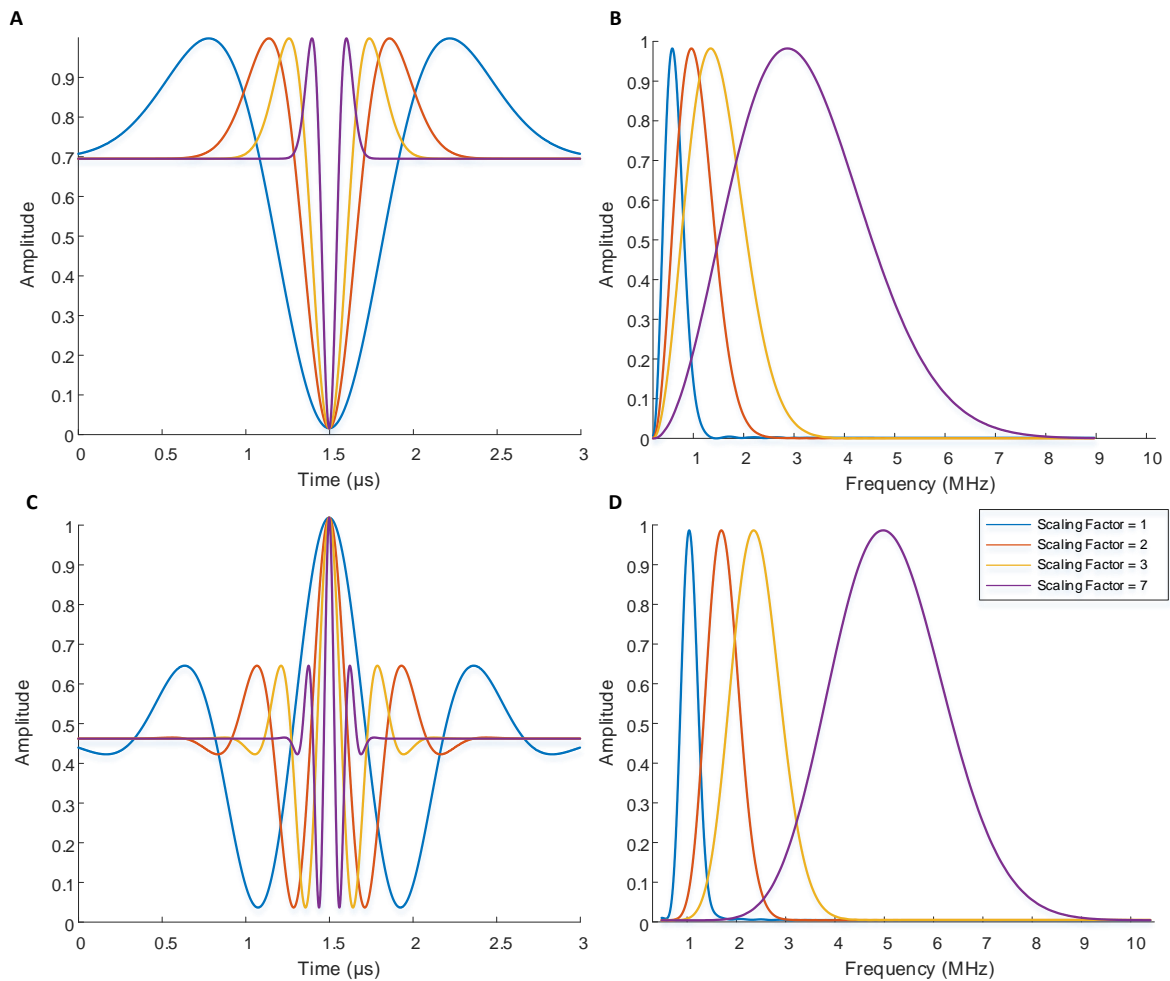 A
0.9
0.8
0.7
0.6
0.5
0.4
0.3
0.2
0.1
0
Amplitude
0 0.5 1 1.5 2 2.5 3
Time (µs)
B
1
0.9
0.8
0.7
0.6
0.5
0.4
0.3
0.2
0.1
0
Amplitude
1 2 3 4 5 6 7 8 9 10
Frequency (MHz)
C
1
0.9
0.8
0.7
0.6
0.5
0.4
0.3
0.2
0.1
0
Amplitude
0 0.5 1 1.5 2 2.5 3
Time (µs)
D
1
0.9
0.8
0.7
0.6
0.5
0.4
0.3
0.2
0.1
0
Amplitude
1 2 3 4 5 6 7 8 9 10
Frequency (MHz)
Scaling Factor = 1
Scaling Factor = 2
Scaling Factor = 3
Scaling Factor = 7